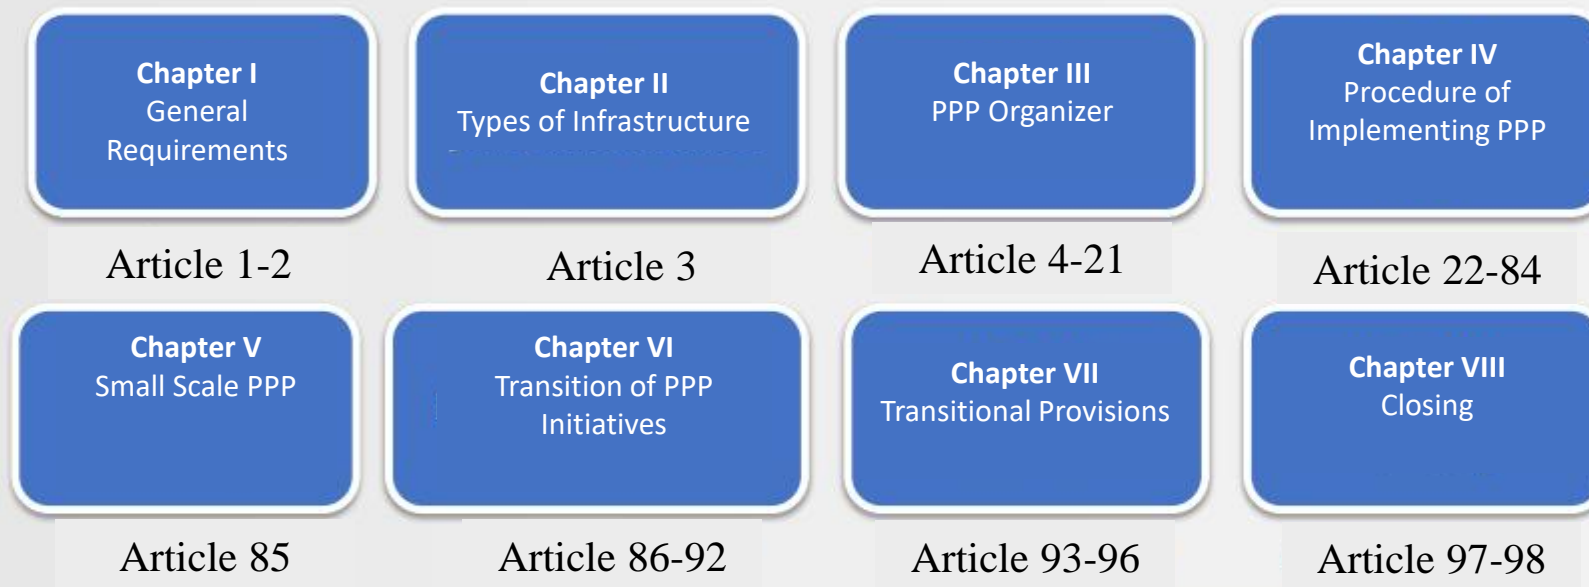 Chapter I
General
Requirements
Chapter II
Types of Infrastructure
Chapter III
PPP Organizer
Chapter IV
Procedure of
Implementing PPP
Article 1-2
Article 3
Article 4-21
Article 22-84
Chapter V
Small Scale PPP
Chapter VI
Transition of PPP
Initiatives
Chapter VII
Transitional Provisions
Chapter VIII
Closing
Article 85
Article 86-92
Article 93-96
Article 97-98